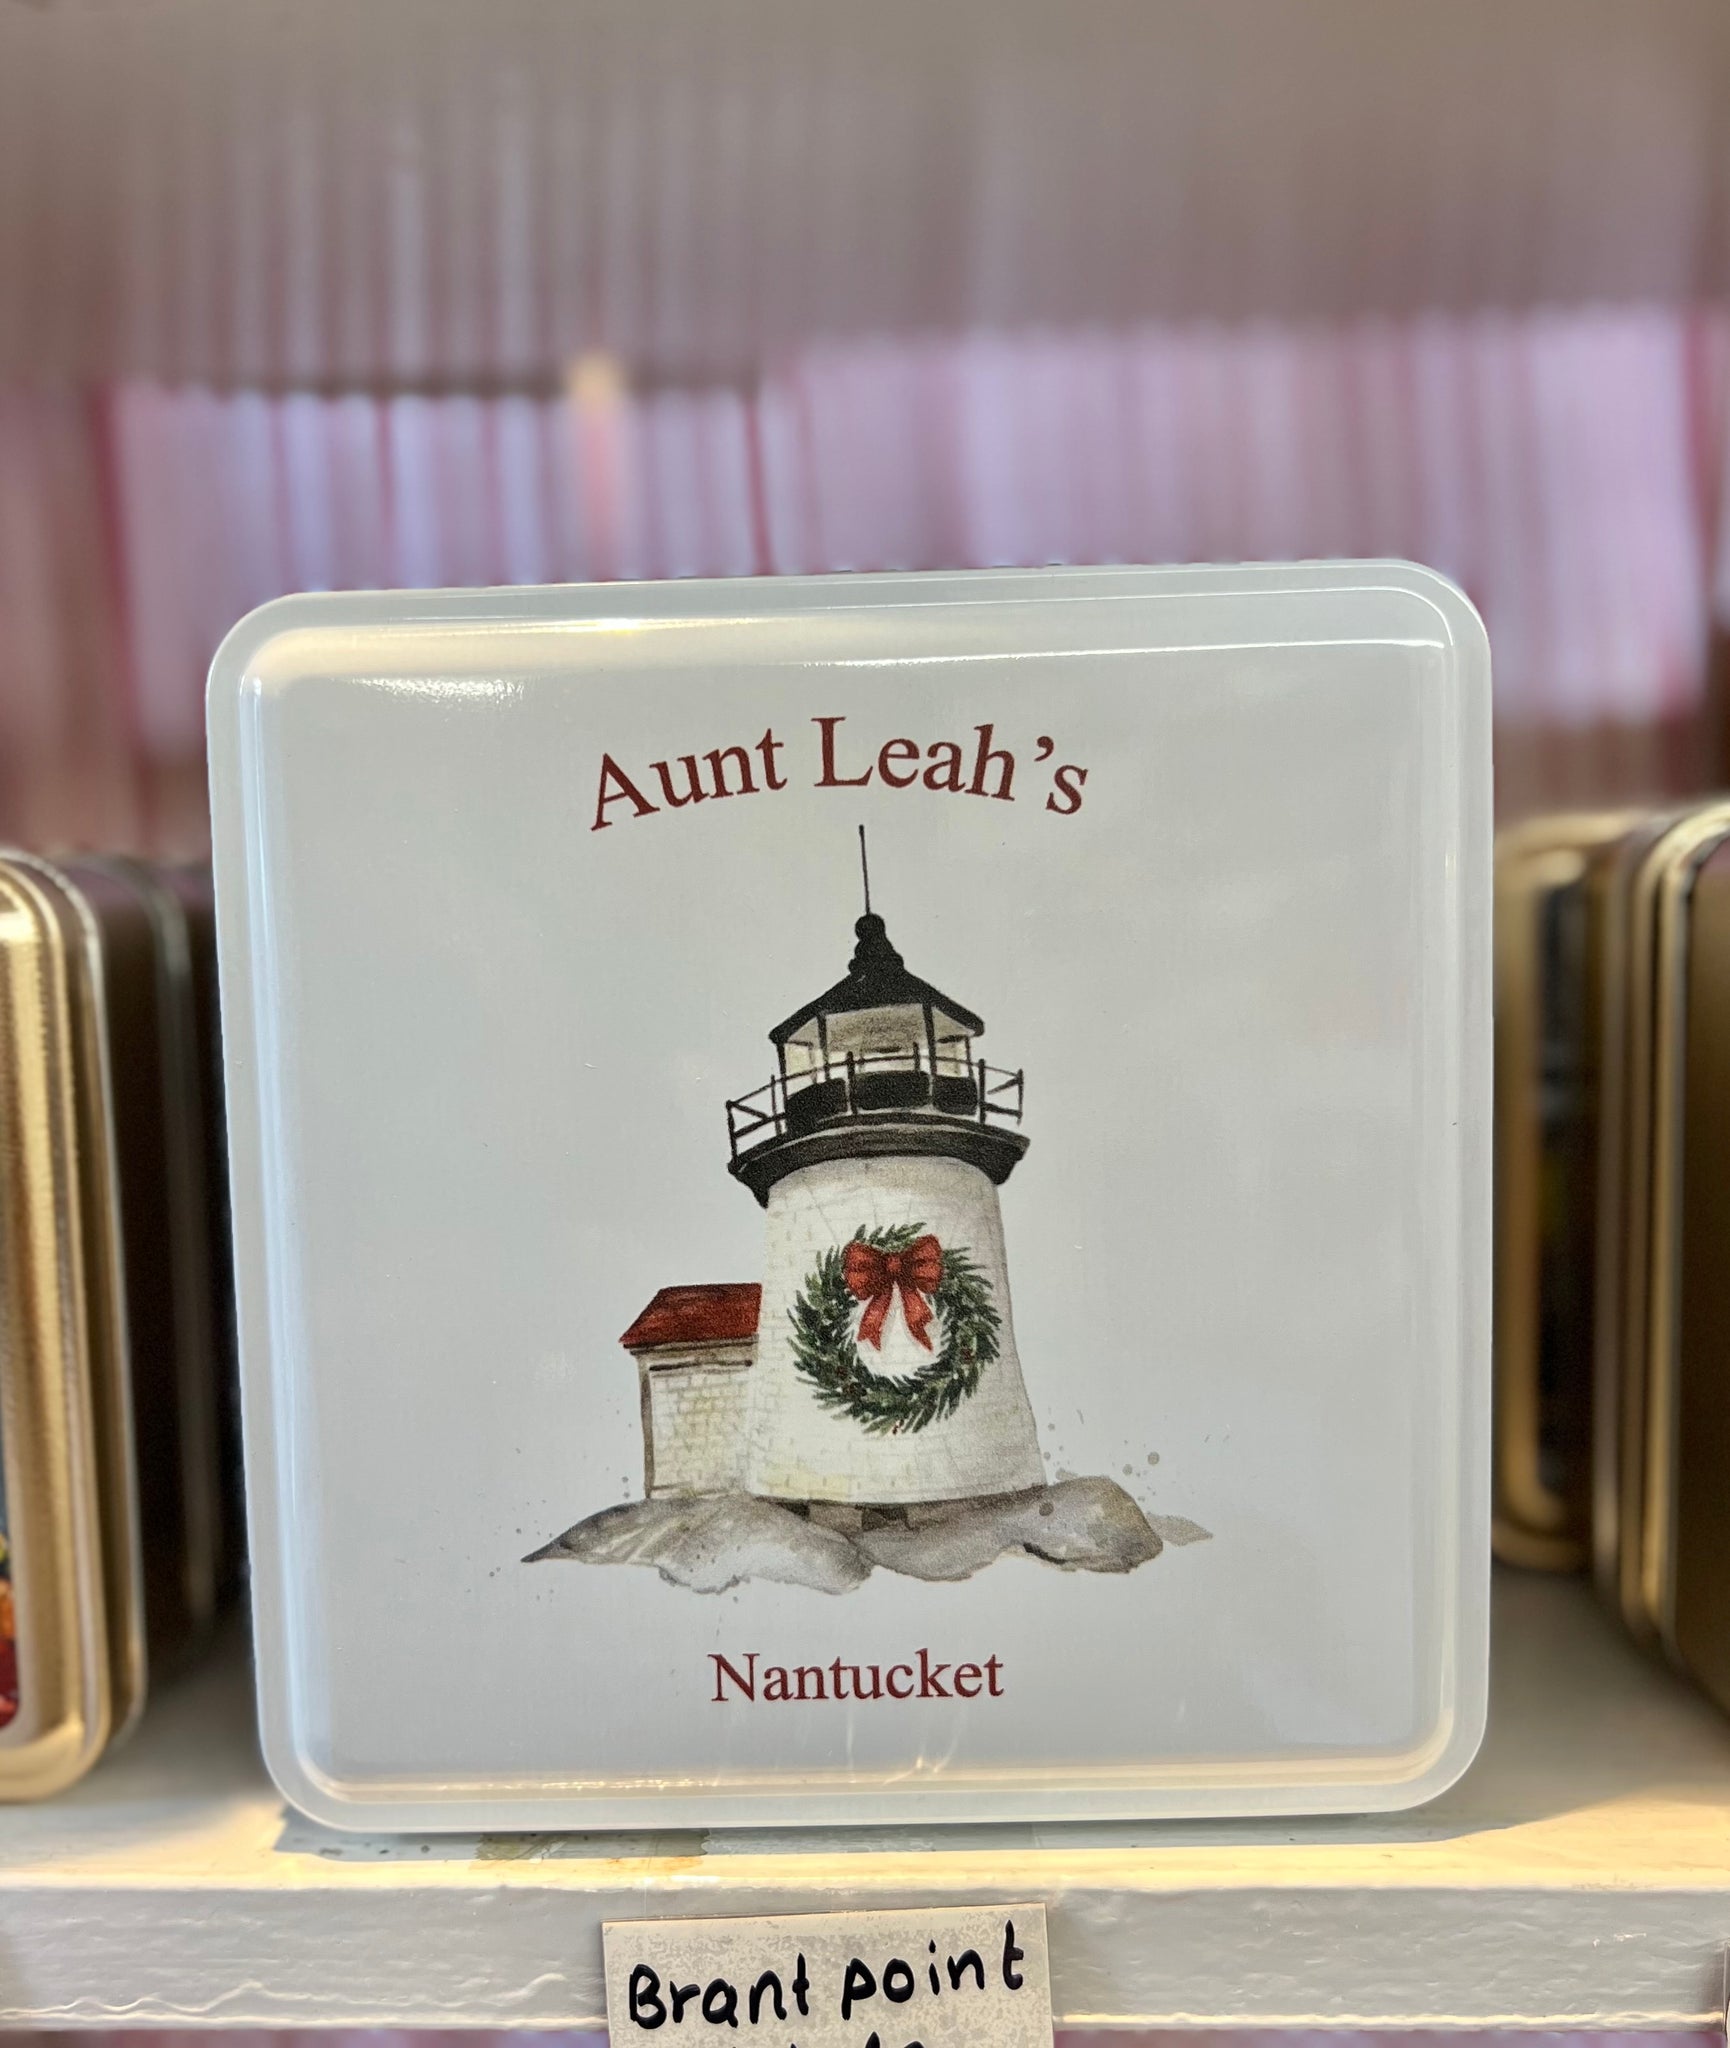 Aunt Leah's
Nantucket
Brant point